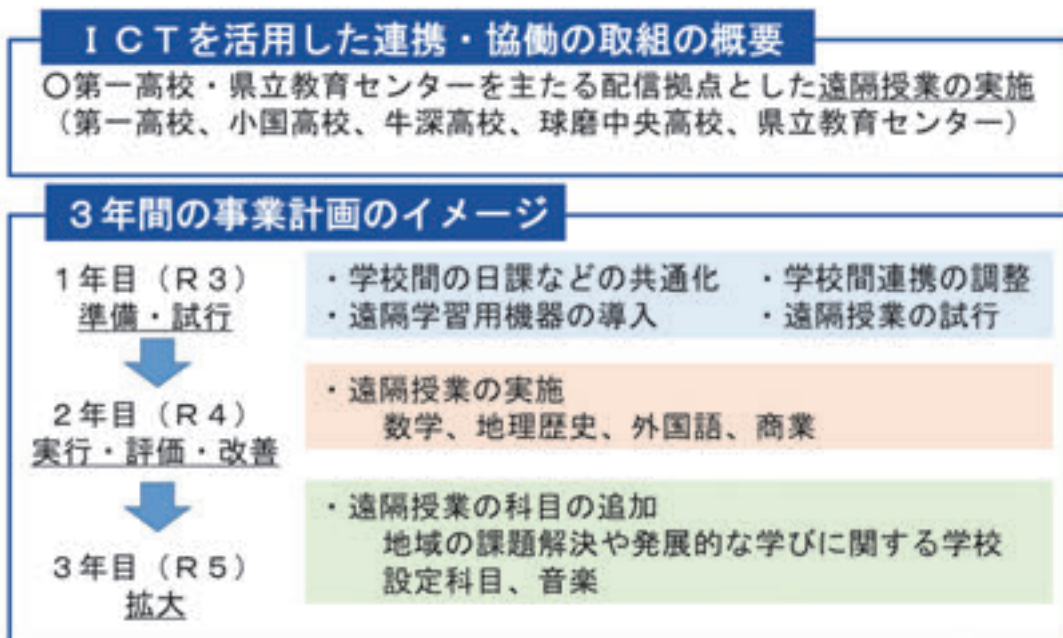 ＩＣＴを活用した連携・協働の取組の概要
〇第一高校・県立教育センターを主たる配信拠点とした遠隔授業の実施
（第一高校、小国高校、牛深高校、球磨中央高校、県立教育センター）
３年間の事業計画のイメージ
１年目（Ｒ３）
準備・試行
・学校間の日課などの共通化　・学校間連携の調整
・遠隔学習用機器の導入　・遠隔授業の試行
２年目（Ｒ４）
実行・評価・改善
・遠隔授業の実施
数学、地理歴史、外国語、商業
３年目（Ｒ５）
拡大
・遠隔授業の科目の追加
地域の課題解決や発展的な学びに関する学校
設定科目、音楽